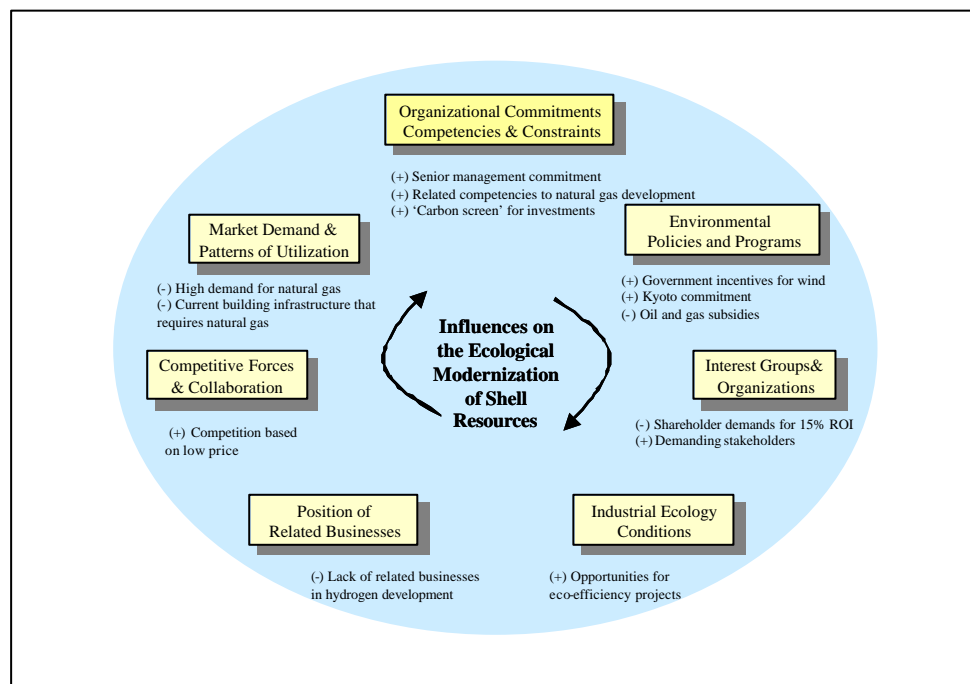 Organizational Commitments
Competencies & Constraints
(+) Senior management commitment
(+) Related competencies to natural gas development
(+) ‘Carbon screen’ for investments
Environmental
Policies and Programs
(+) Government incentives for wind
(+) Kyoto commitment
(-) Oil and gas subsidies
Interest Groups&
Organizations
(-) Shareholder demands for 15% ROI
(+) Demanding stakeholders
Industrial Ecology
Conditions
(+) Opportunities for
eco-efficiency projects
Position of
Related Businesses
(-) Lack of related businesses
in hydrogen development
Competitive Forces
& Collaboration
(+) Competition based
on low price
Market Demand &
Patterns of Utilization
(-) High demand for natural gas
(-) Current building infrastructure that
requires natural gas
Influences on
the Ecological
Modernization
of Shell
Resources